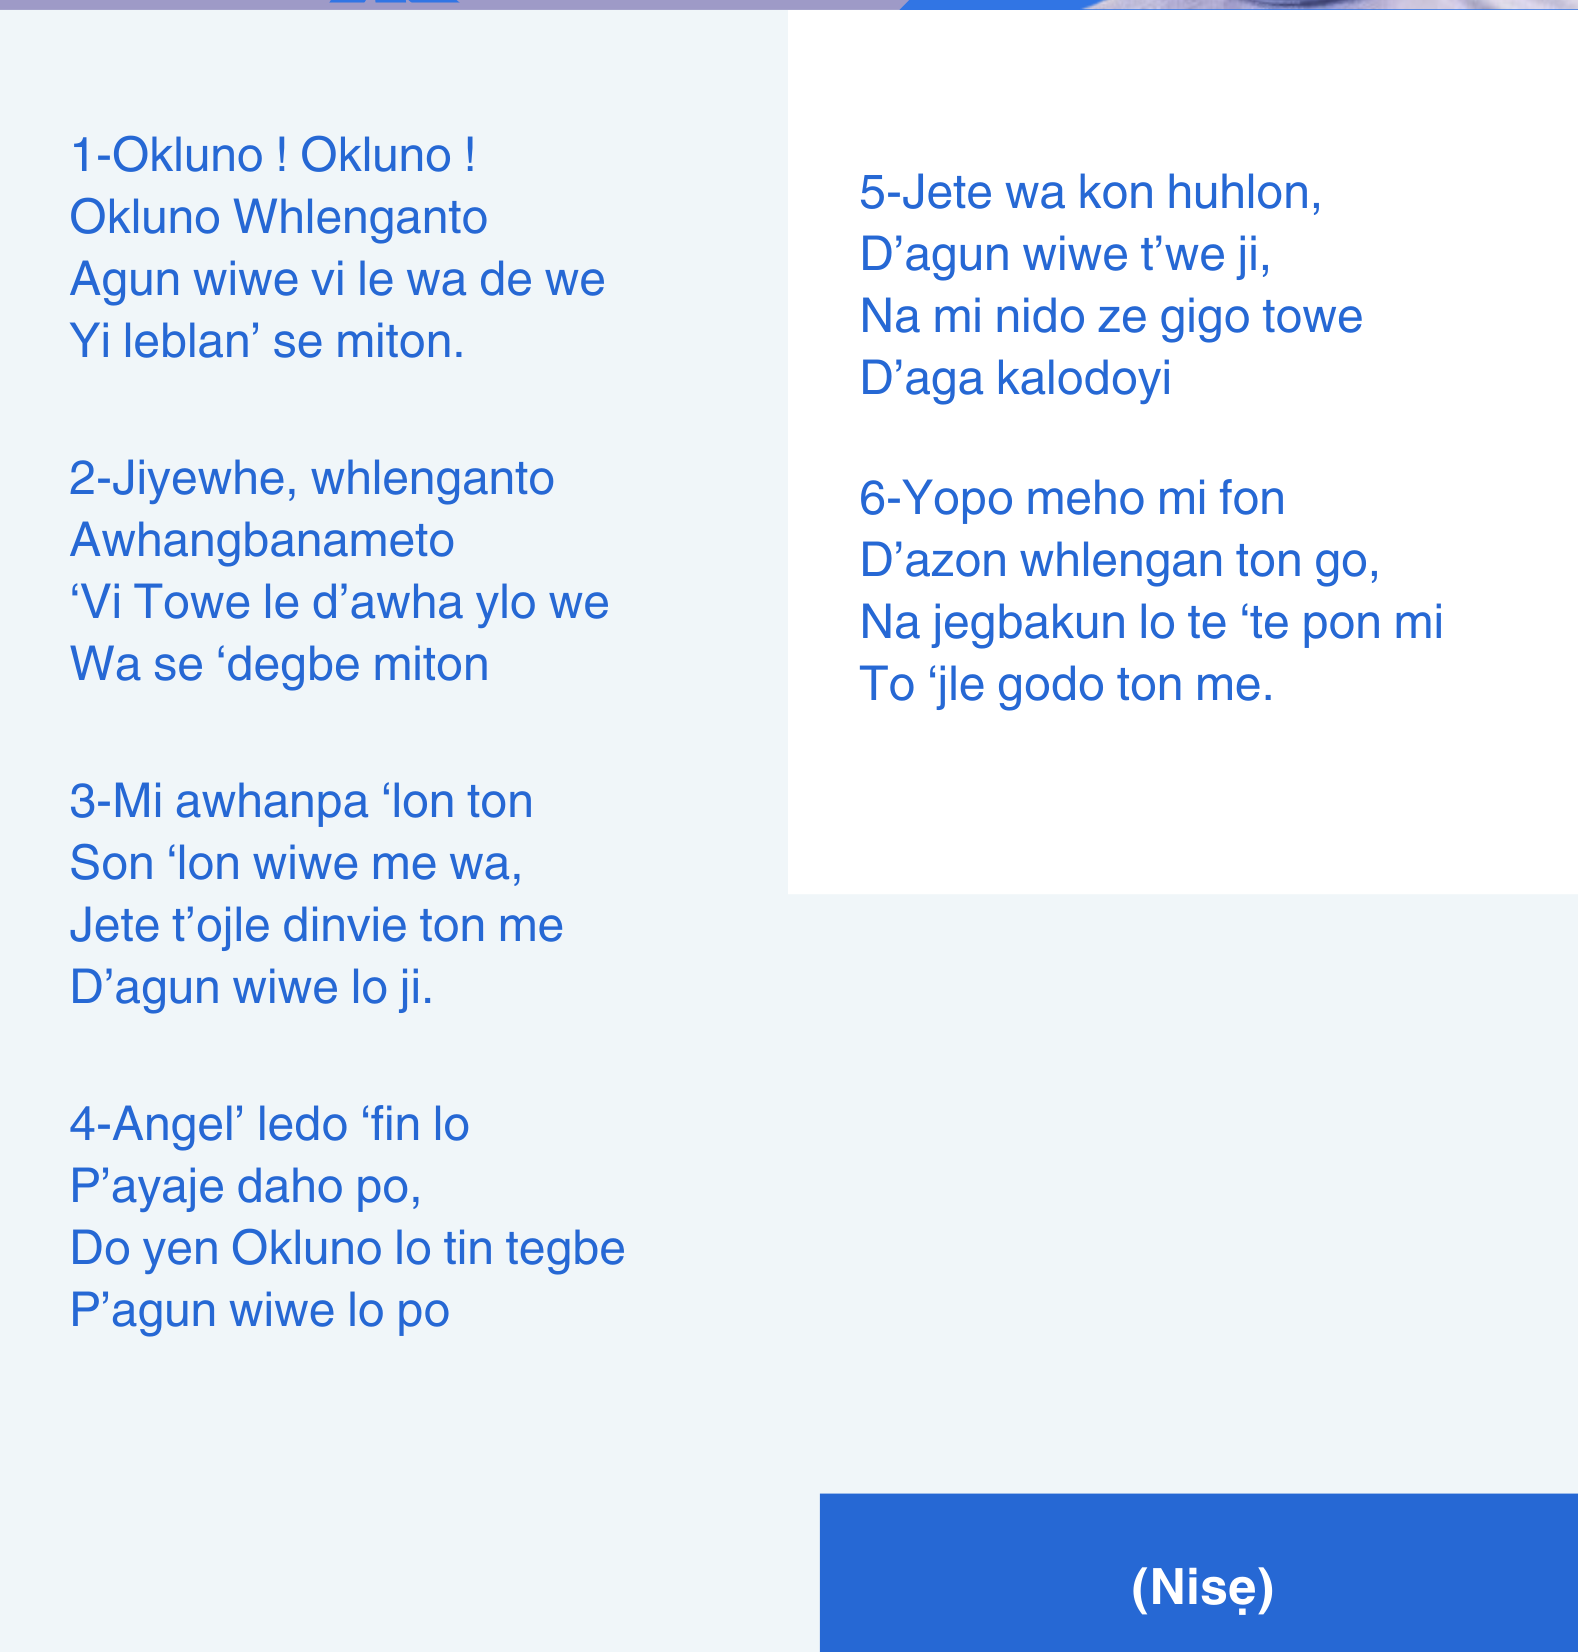 1-Okluno ! Okluno !
Okluno Whlenganto
Agun wiwe vi le wa de we
Yi leblan’ se miton.
2-Jiyewhe, whlenganto
Awhangbanameto
‘Vi Towe le d’awha ylo we
Wa se ‘degbe miton
3-Mi awhanpa ‘lon ton
Son ‘lon wiwe me wa,
Jete t’ojle dinvie ton me
D’agun wiwe lo ji.
4-Angel’ ledo ‘fin lo
P’ayaje daho po,
Do yen Okluno lo tin tegbe
P’agun wiwe lo po
5-Jete wa kon huhlon,
D’agun wiwe t’we ji,
Na mi nido ze gigo towe
D’aga kalodoyi
6-Yopo meho mi fon
D’azon whlengan ton go,
Na jegbakun lo te ‘te pon mi
To ‘jle godo ton me.
(Nisẹ)